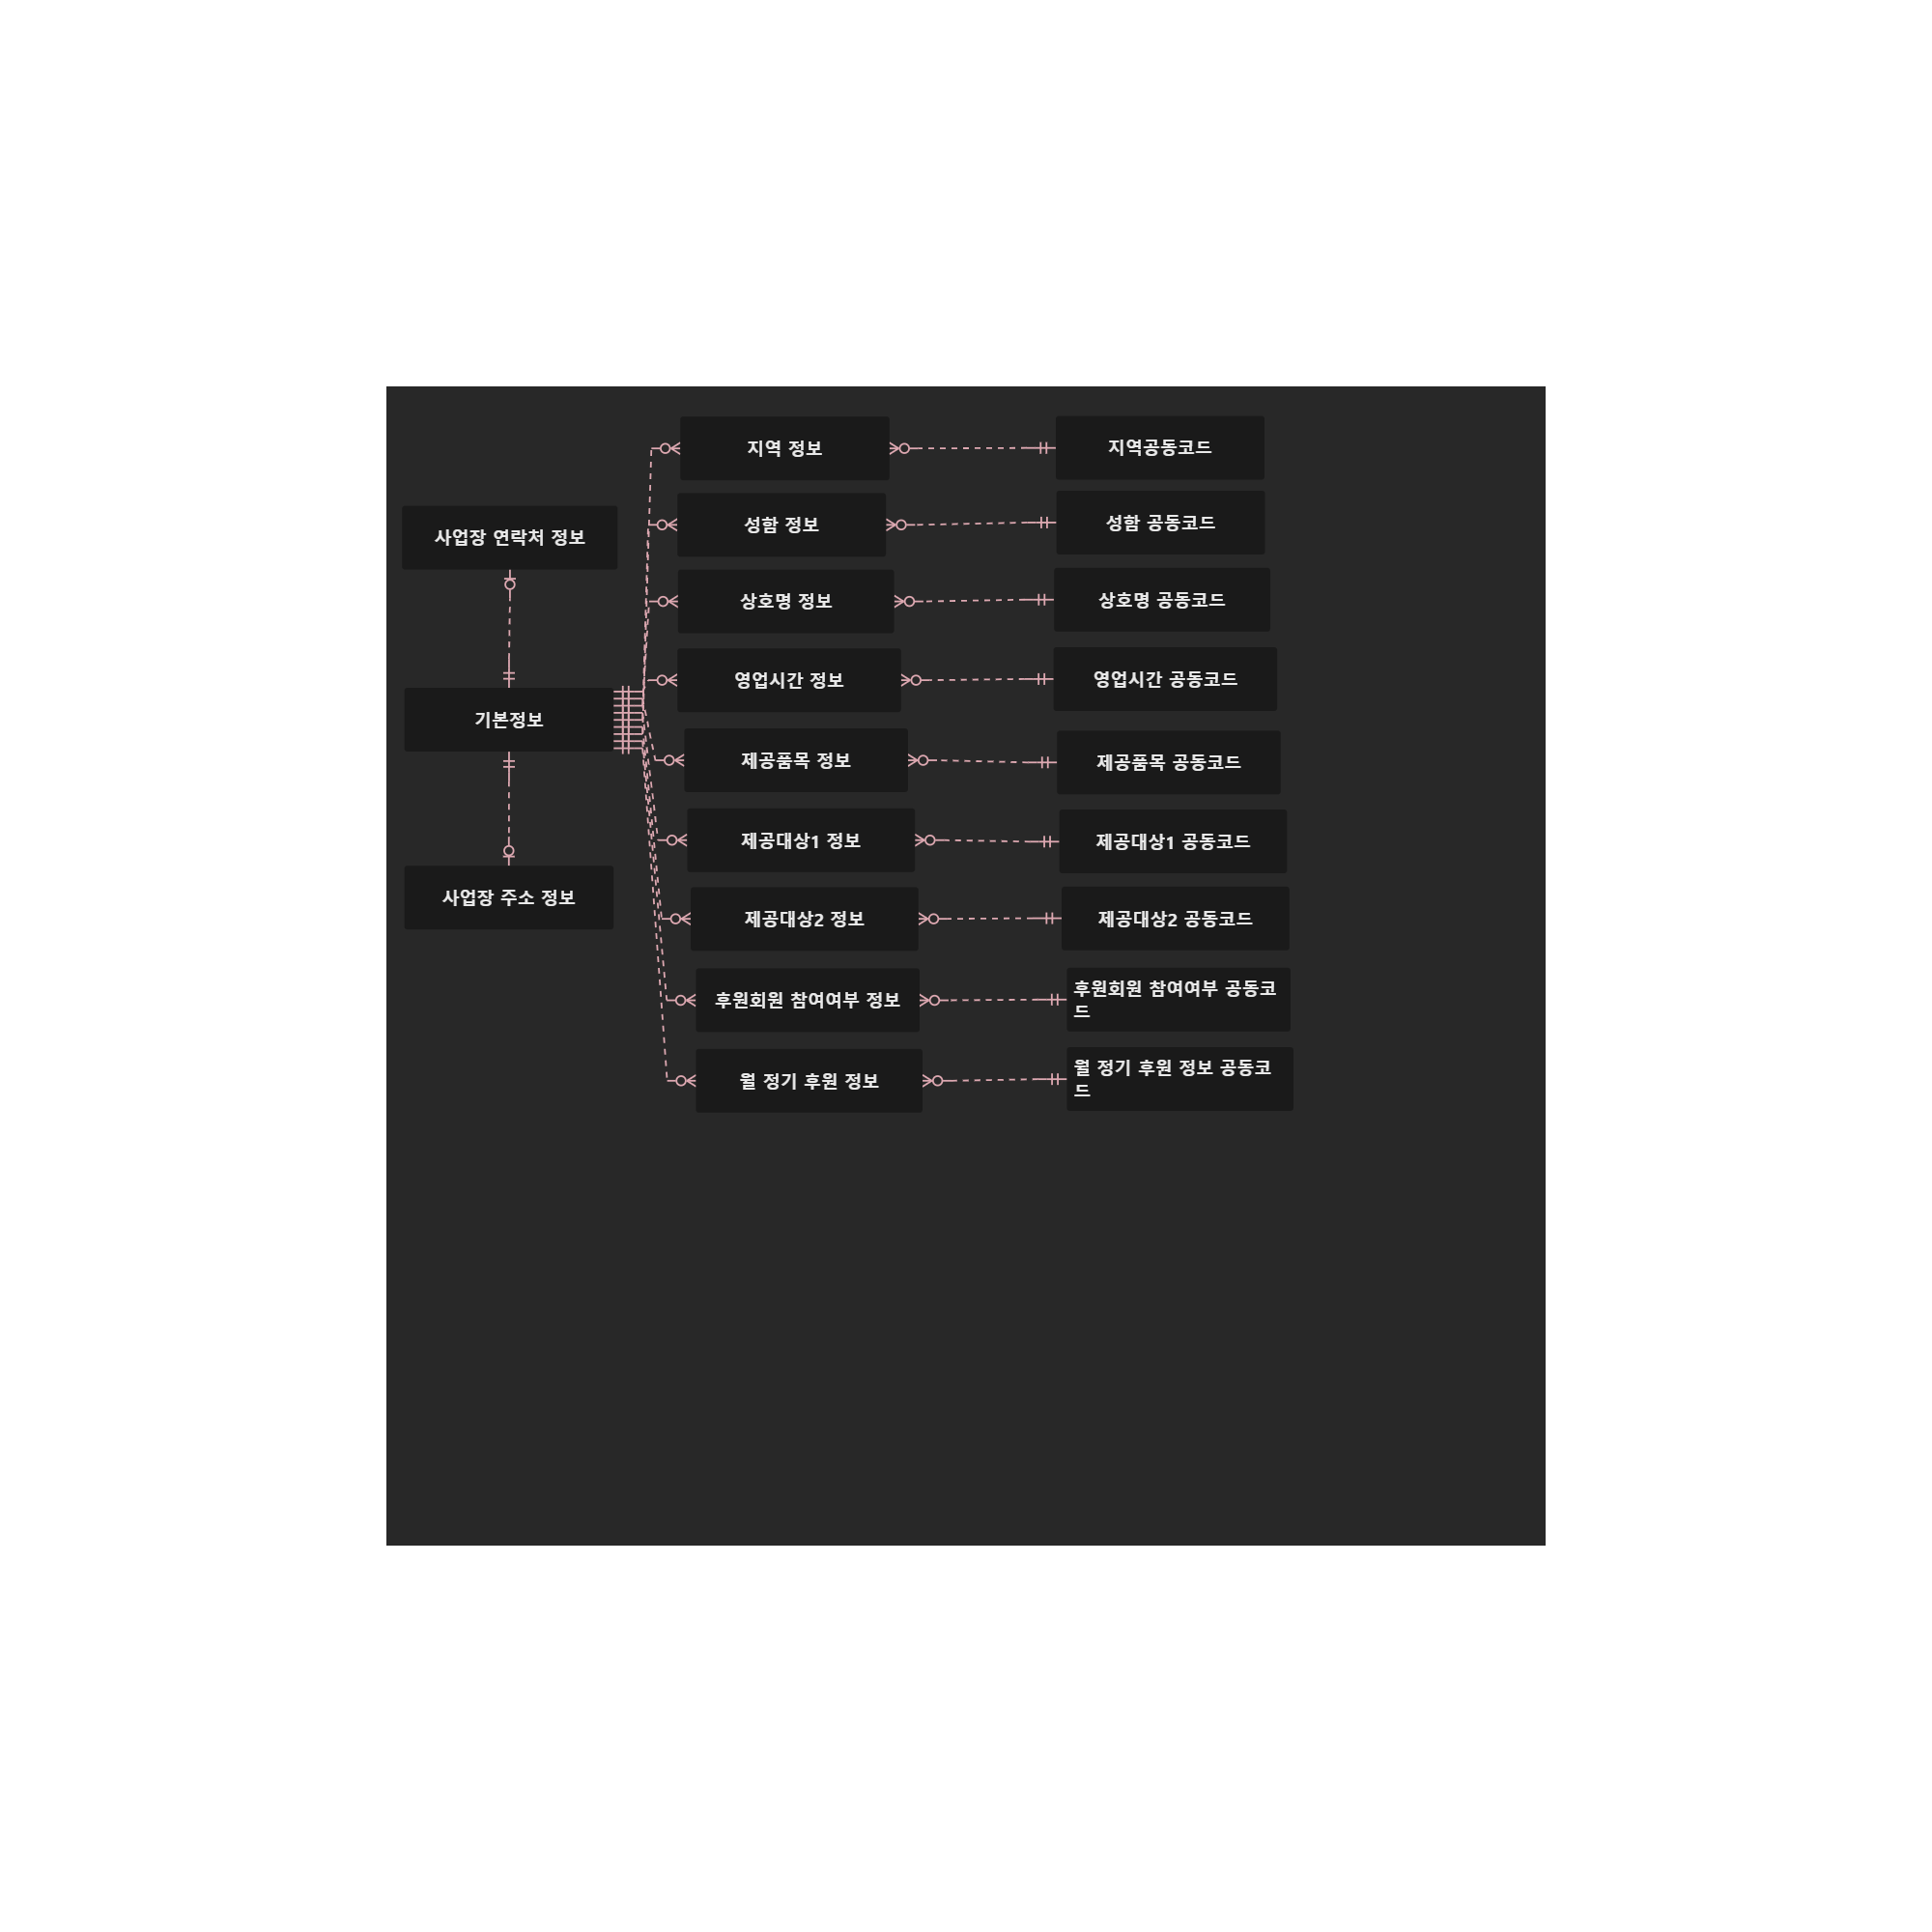 지역 정보
지역공동코드
성함 정보
성함 공동코드
사업장 연락처 정보
상호명 정보
상호명 공동코드
영업시간 정보
영업시간 공동코드
기본정보
제공품목 정보
제공품목 공동코드
제공대상1 정보
제공대상1 공동코드
사업장 주소 정보
제공대상2 정보
제공대상2 공동코드
후원회원 참여여부 정보
후원회원 참여여부 공동코
드
월 정기 후원 정보
월 정기 후원 정보 공동코
드